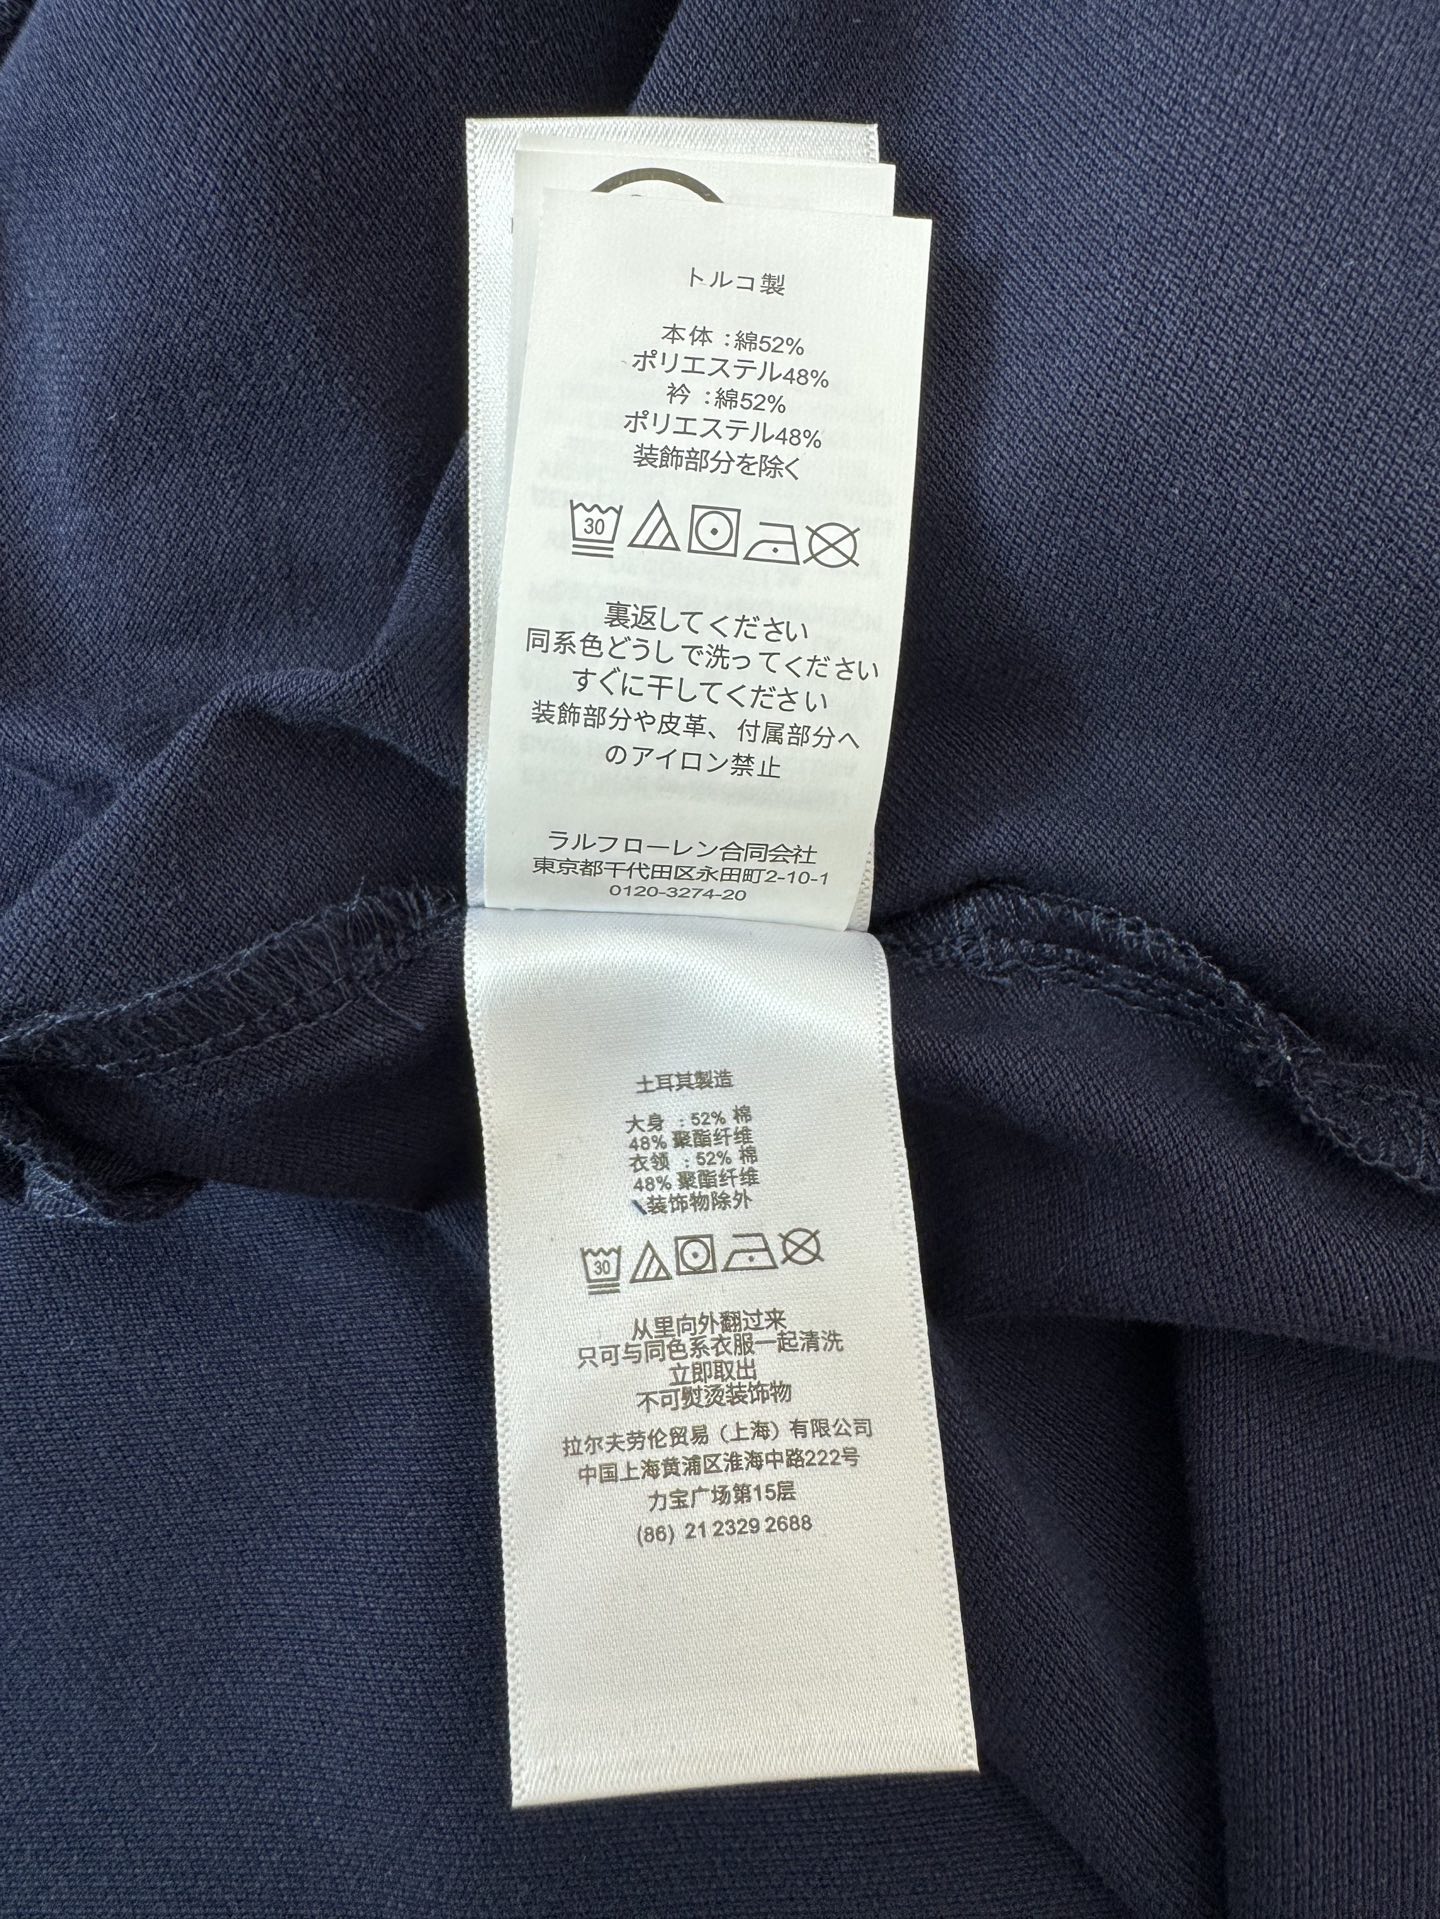 トルコ製
本体 :綿52%
ポリエステル48%
衿 :綿52%
ポリエステル48%
装飾部分を除く
30
裏返してください
同系色どうしで洗ってください
すぐに干してください
装飾部分や皮革、付属部分へ
のアイロン禁止
ラルフローレン合同会社
東京都千代田区永田町2-10-1
0120-3274-20
土耳其製造
大身 : 52% 棉
48% 聚酯纤维
衣领 : 52% 棉
48% 聚酯纤维
装饰物除外
30
从里向外翻过来
只可与同色系衣服一起清洗
立即取出
不可熨烫装饰物
拉尔夫劳伦贸易（上海）有限公司
中国上海黄浦区淮海中路222号
力宝广场第15层
(86) 21 2329 2688